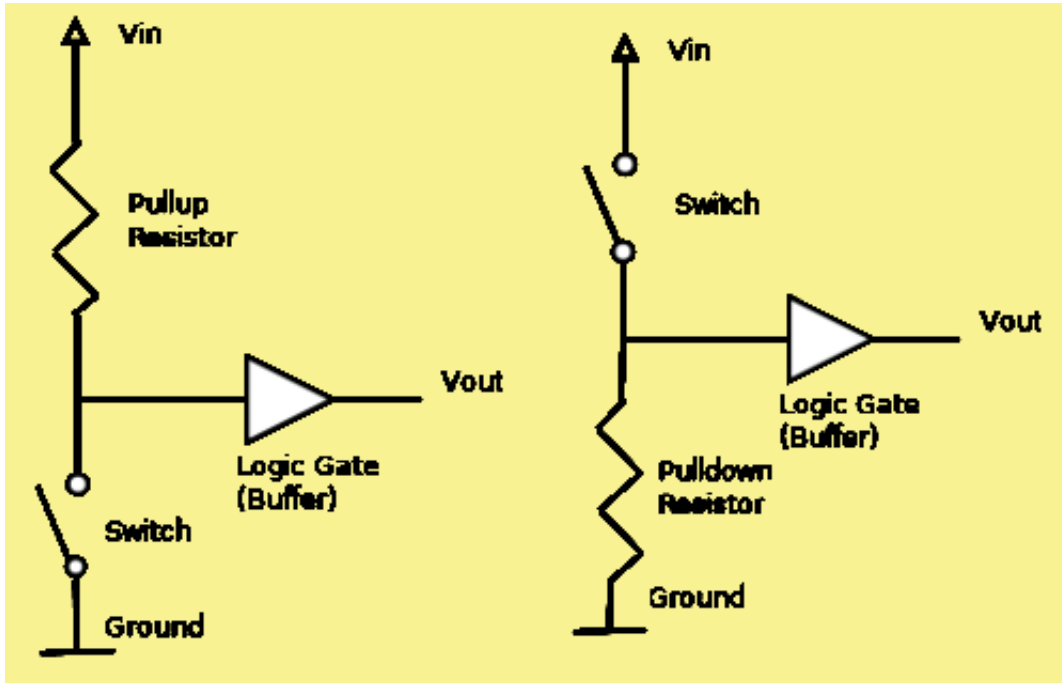 Vin
Pullup
Resistor
Vout
Logic Gate
(Buffer)
Switch
Ground
Vin
Switch
Vout
Logic Gate
(Buffer)
Pulldown
Resistor
Ground